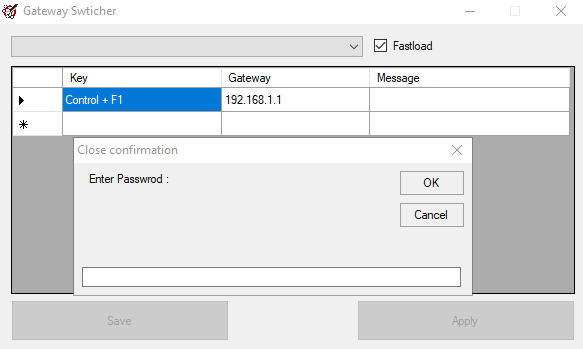 Gateway Swticher
Fastload
Key Gateway Message
Control + F1 192.168.1.1
Close confirmation
Enter Passwrod :
OK
Cancel
Save Apply